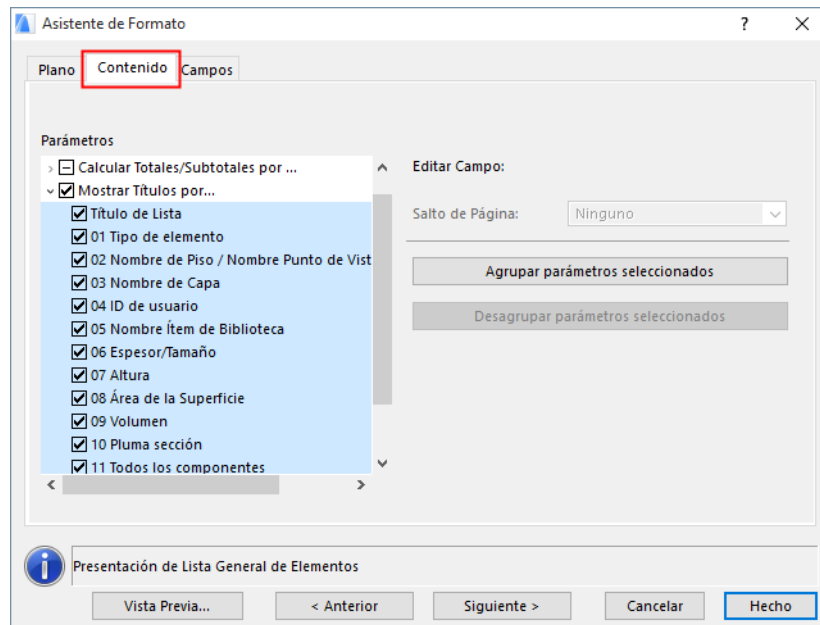 Asistente de Formato
?
Plano Contenido Campos
Parámetros
Calcular Totales/Subtotales por ...
Mostrar Títulos por...
Título de Lista
01 Tipo de elemento
02 Nombre de Piso / Nombre Punto de Vist
03 Nombre de Capa
04 ID de usuario
05 Nombre Ítem de Biblioteca
06 Espesor/Tamaño
07 Altura
08 Área de la Superficie
09 Volumen
10 Pluma sección
11 Todos los componentes
Editar Campo:
Salto de Página: Ninguno
Agrupar parámetros seleccionados
Desagrupar parámetros seleccionados
Presentación de Lista General de Elementos
Vista Previa... < Anterior Siguiente > Cancelar Hecho